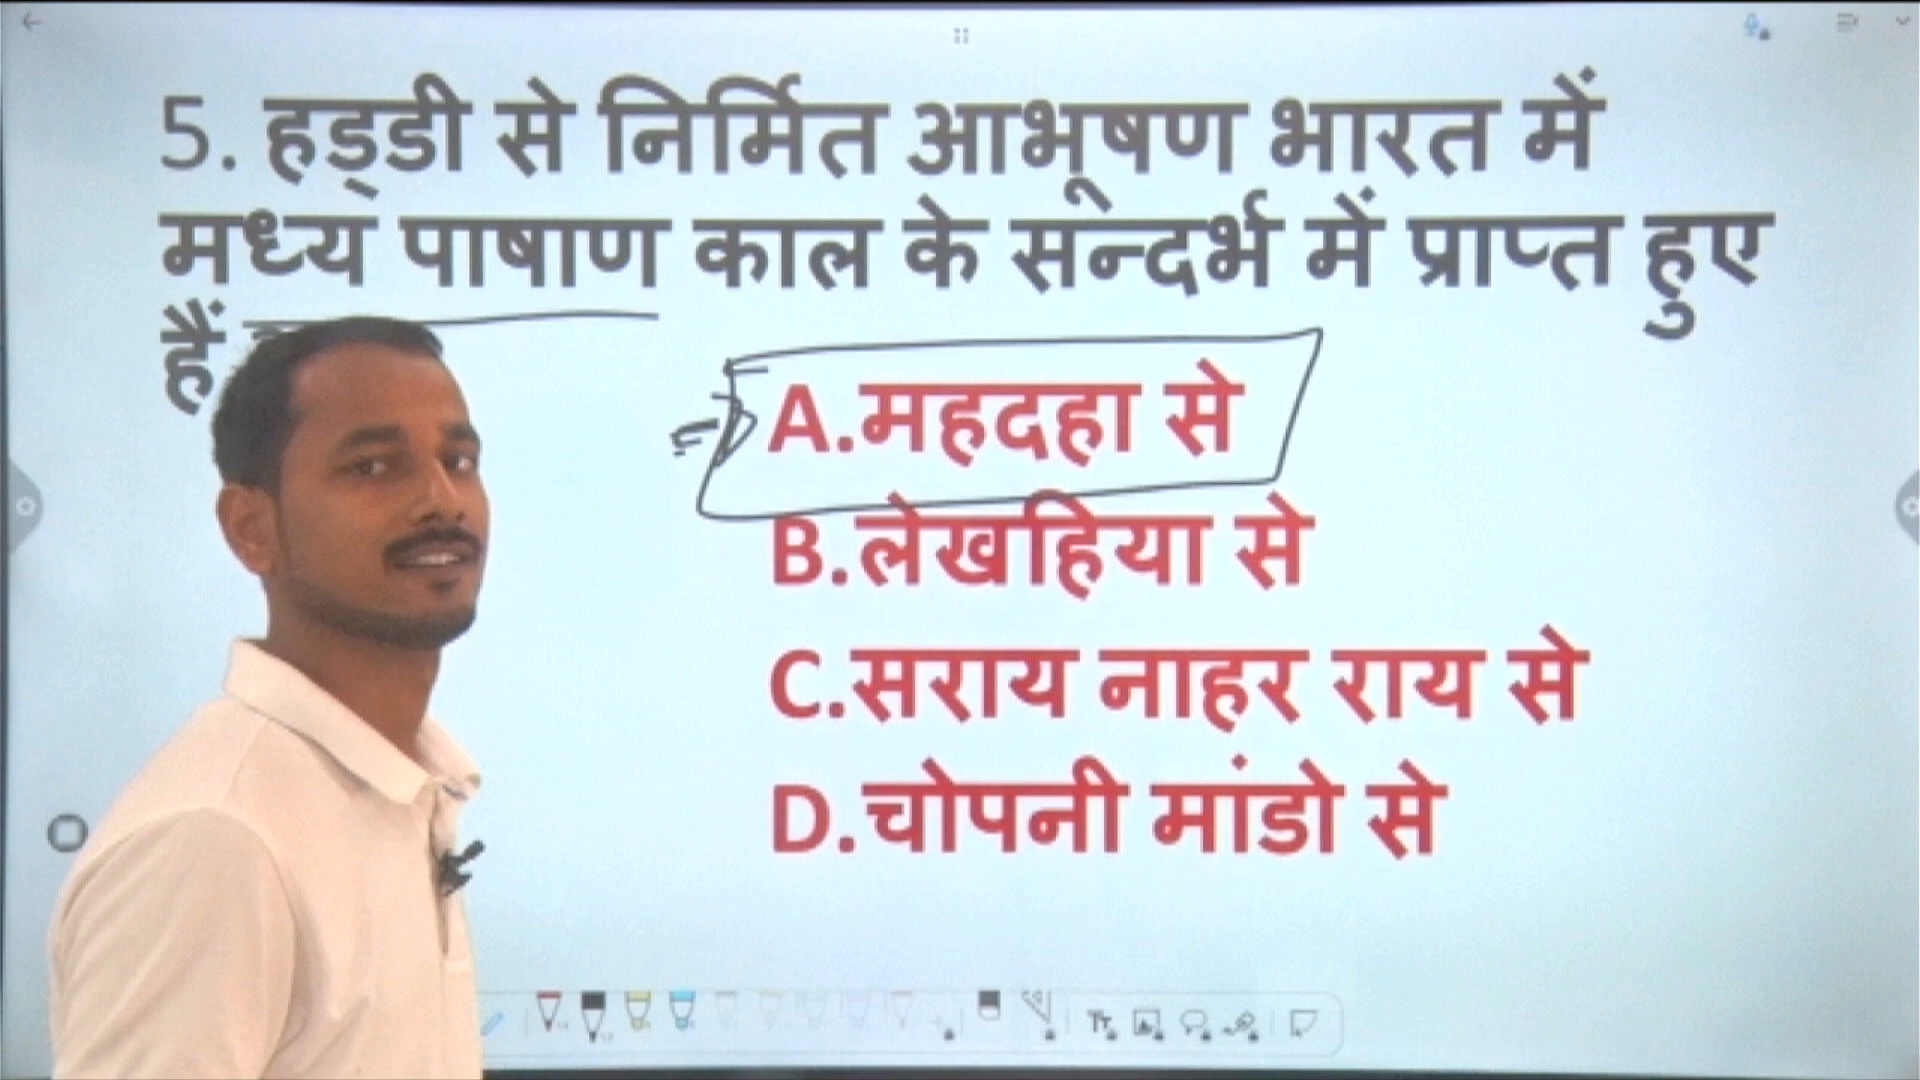 5. हड्डी से निर्मित आभूषण भारत में
मध्य पाषाण काल के सन्दर्भ में प्राप्त हुए
हैं
A.महदहा से
B.लेखहिया से
C.सराय नाहर राय से
D.चोपनी मांडो से